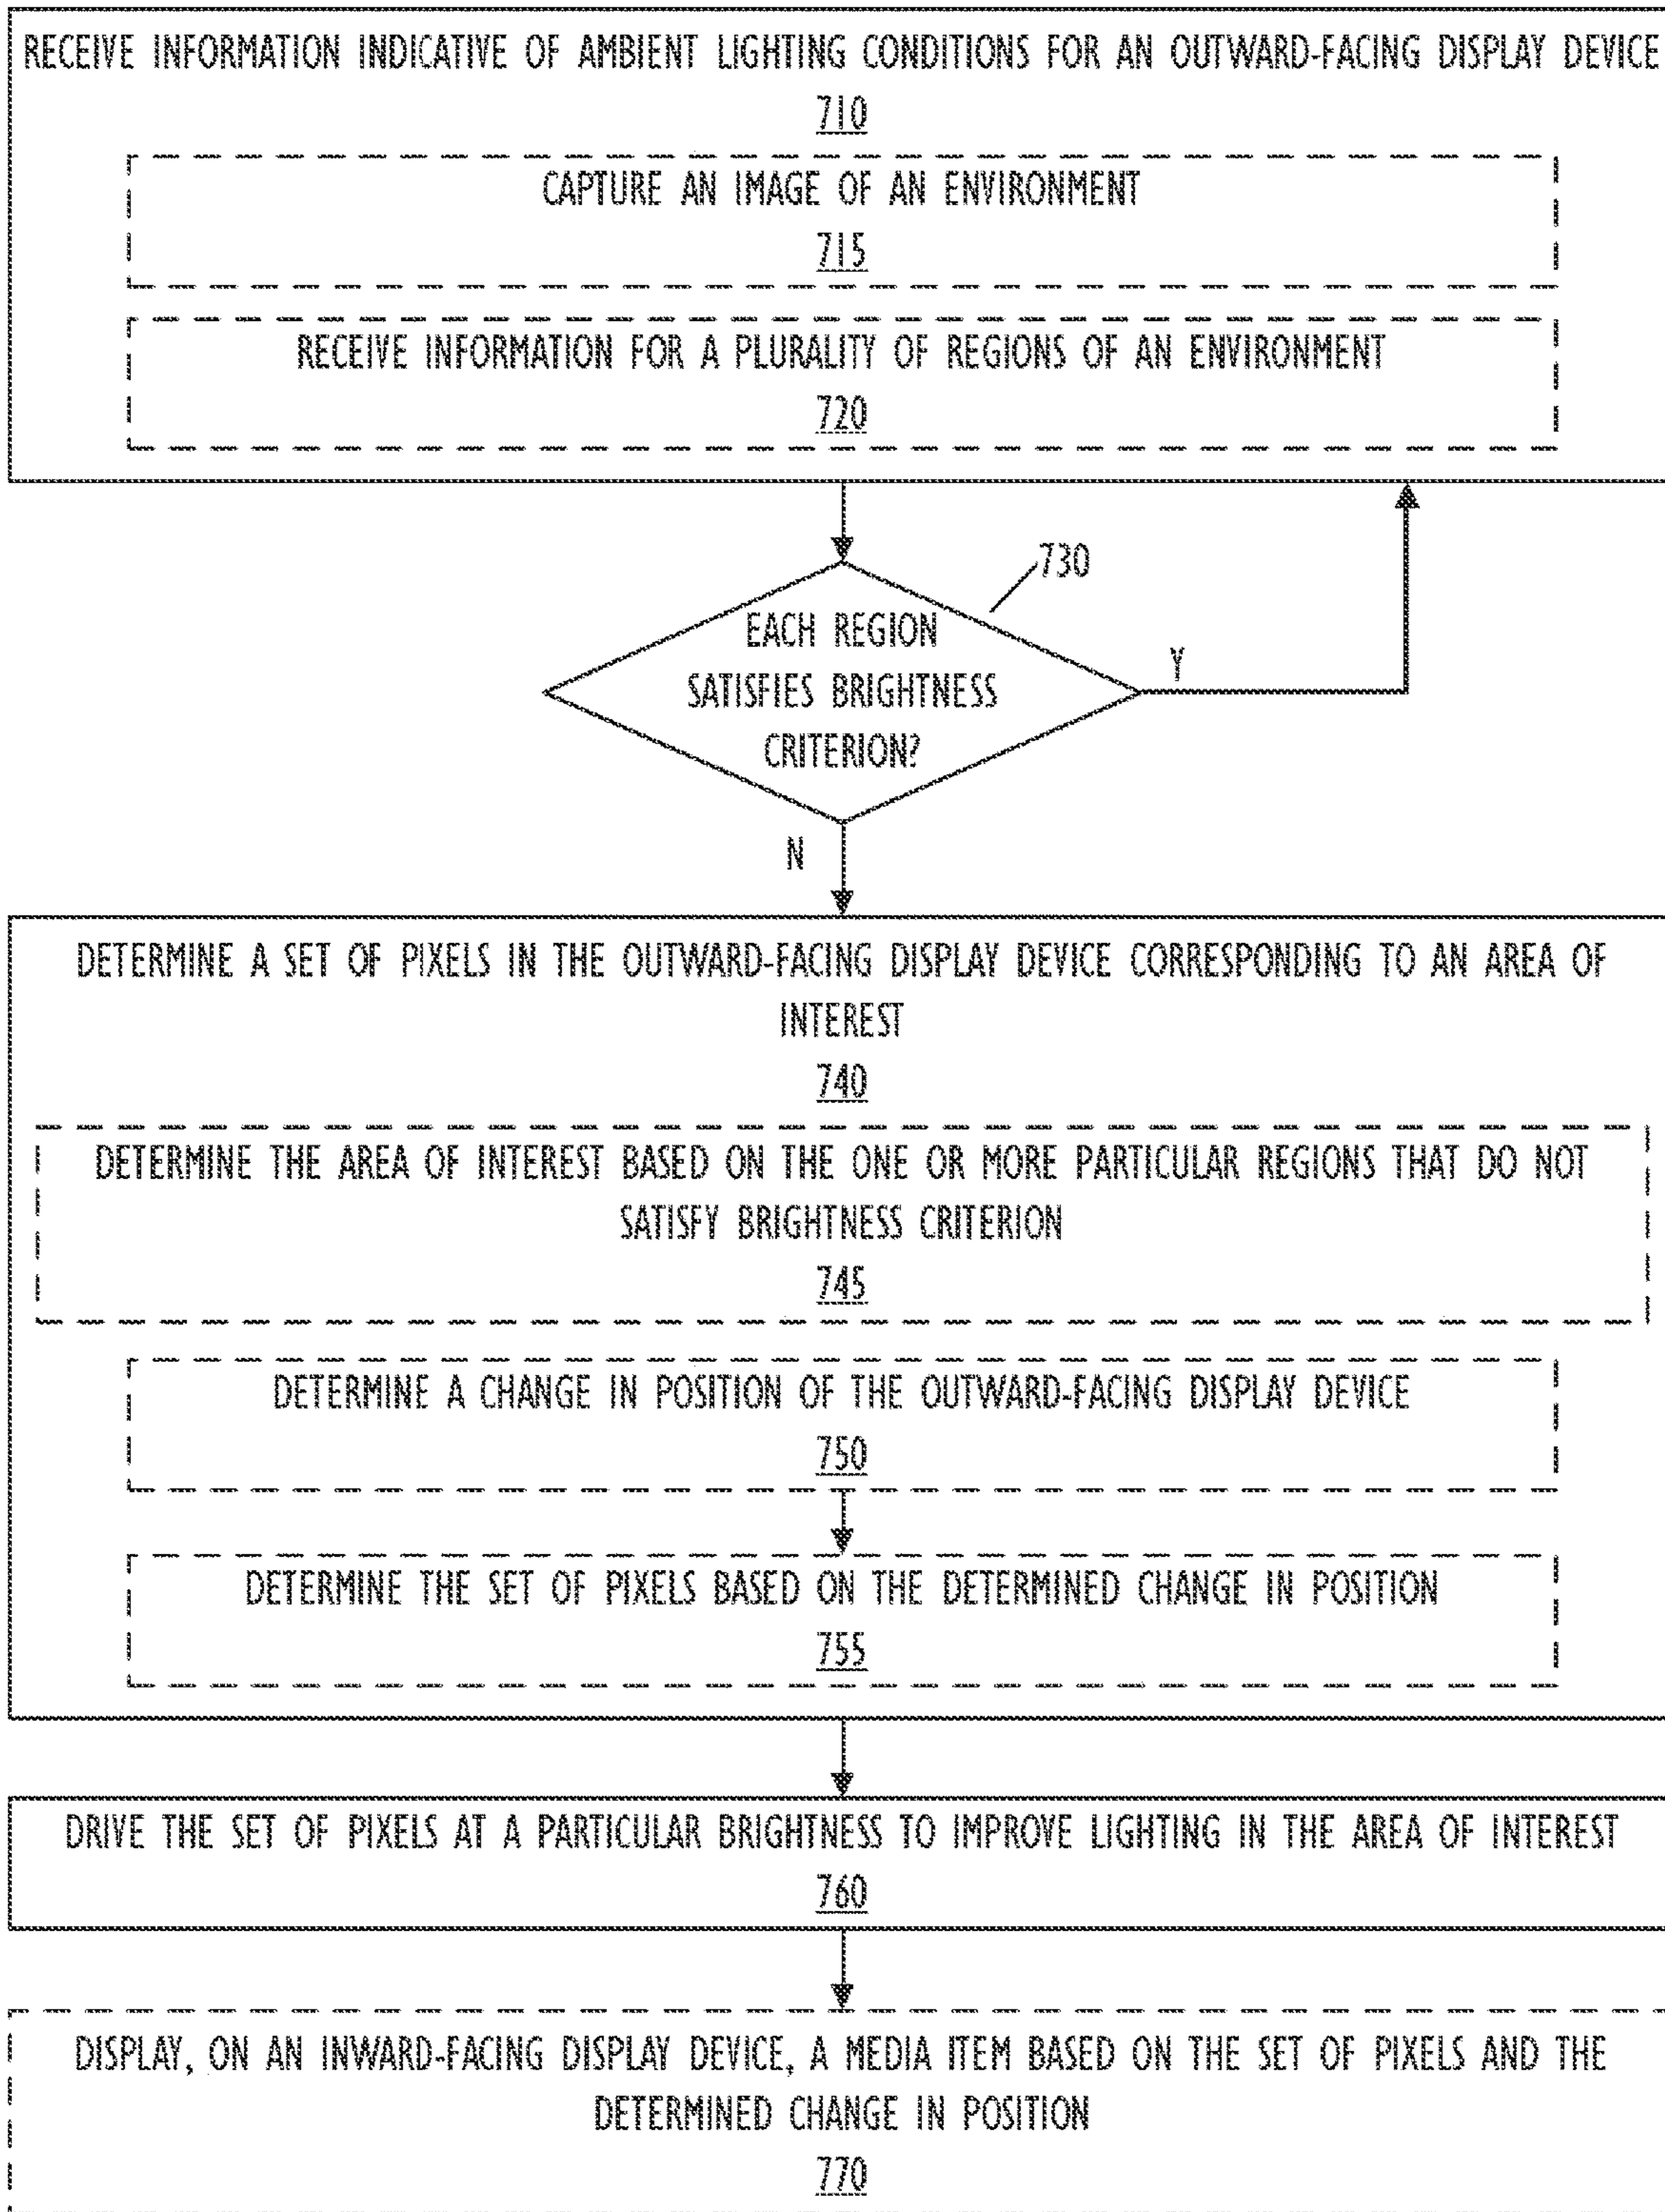 RECEIVE INFORMATION INDICATIVE OF AMBIENT LIGHTING CONDITIONS FOR AN OUTWARD-FACING DISPLAY DEVICE
710
CAPTURE AN IMAGE OF AN ENVIRONMENT
715
RECEIVE INFORMATION FOR A PLURALITY OF REGIONS OF AN ENVIRONMENT
720
730
EACH REGION
SATISFIES BRIGHTNESS
CRITERION?
Y
N
DETERMINE A SET OF PIXELS IN THE OUTWARD-FACING DISPLAY DEVICE CORRESPONDING TO AN AREA OF
INTEREST
740
DETERMINE THE AREA OF INTEREST BASED ON THE ONE OR MORE PARTICULAR REGIONS THAT DO NOT
SATISFY BRIGHTNESS CRITERION
745
DETERMINE A CHANGE IN POSITION OF THE OUTWARD-FACING DISPLAY DEVICE
750
DETERMINE THE SET OF PIXELS BASED ON THE DETERMINED CHANGE IN POSITION
755
DRIVE THE SET OF PIXELS AT A PARTICULAR BRIGHTNESS TO IMPROVE LIGHTING IN THE AREA OF INTEREST
760
DISPLAY, ON AN INWARD-FACING DISPLAY DEVICE, A MEDIA ITEM BASED ON THE SET OF PIXELS AND THE
DETERMINED CHANGE IN POSITION
770